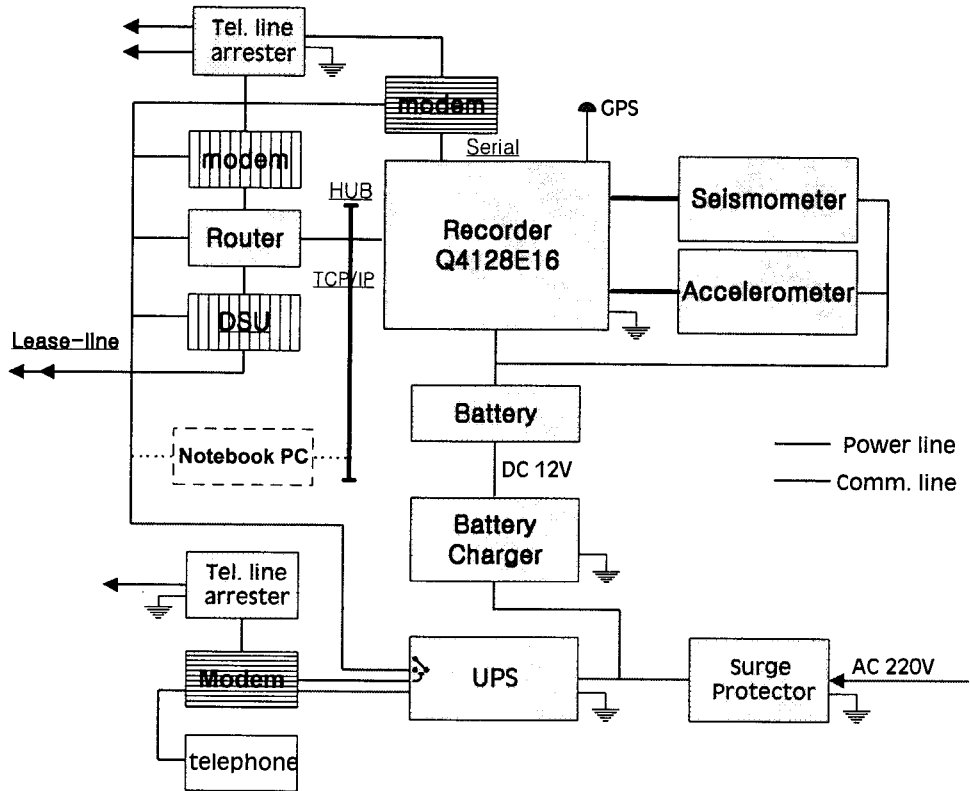 Tel. line
arrester
modem
GPS
Serial
modem
HUB
Seismometer
Router
Recorder
Q4128E16
TCP/IP
Accelerometer
DSU
Lease-line
Battery
Notebook PC
Power line
DC 12V
Comm. line
Battery
Charger
Tel. line
arrester
Modem
UPS
Surge
Protector
AC 220V
telephone